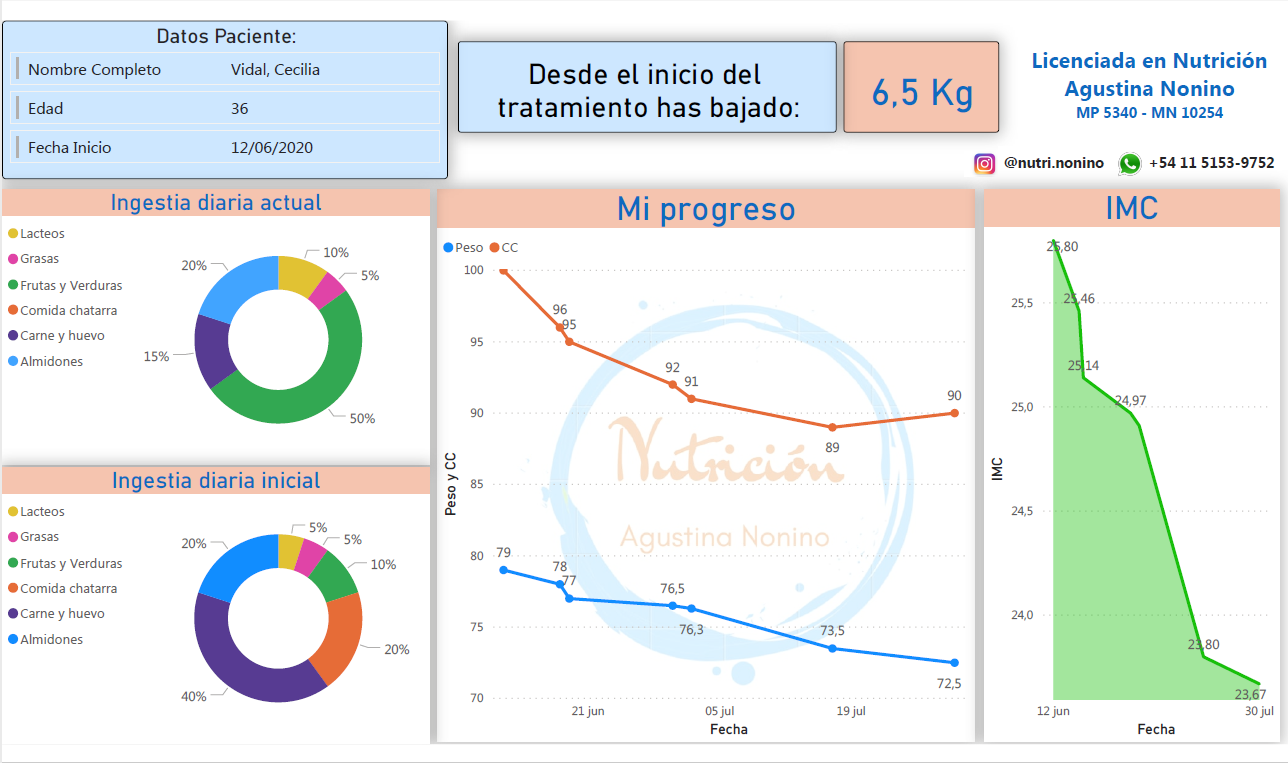 Datos Paciente:
Nombre Completo Vidal, Cecilia
Edad 36
Fecha Inicio 12/06/2020
Desde el inicio del
tratamiento has bajado:
6,5 Kg
Licenciada en Nutrición
Agustina Nonino
MP 5340 - MN 10254
@nutri.nonino +54 11 5153-9752
Ingestia diaria actual
Lacteos
Grasas
Frutas y Verduras
Comida chatarra
Carne y huevo
Almidones
10%
5%
50%
15%
20%
Ingestia diaria inicial
Lacteos
Grasas
Frutas y Verduras
Comida chatarra
Carne y huevo
Almidones
5%
5%
10%
20%
40%
20%
Mi progreso
Peso CC
Peso y CC
100
95
90
85
80
75
70
96
95
92
91
89
90
79
78
77
76,5
76,3
73,5
72,5
Nutrición
Agustina Nonino
21 jun 05 jul 19 jul
Fecha
IMC
IMC
25,5
25,0
24,5
24,0
25,80
25,46
25,14
24,97
23,80
23,67
12 jun 30 jul
Fecha